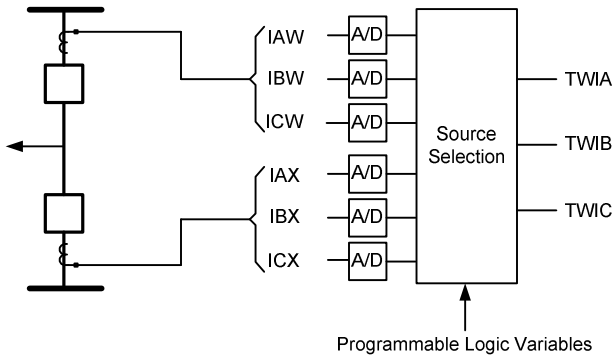 IAW
A/D
IBW
A/D
TWIA
ICW
A/D
Source
Selection
TWIB
IAX
A/D
IBX
A/D
TWIC
ICX
A/D
Programmable Logic Variables